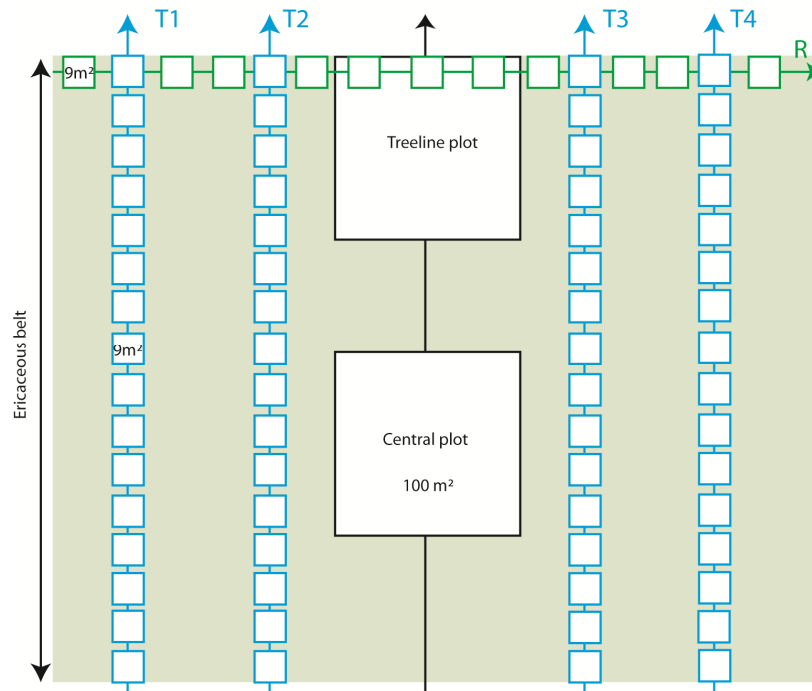 T1
T2
T3
T4
R
9m²
Treeline plot
9m²
Ericaceous belt
Central plot
100 m²